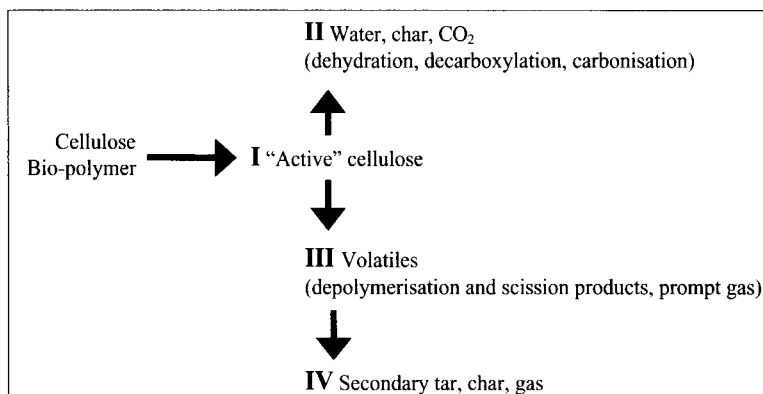 II Water, char, CO₂
(dehydration, decarboxylation, carbonisation)
Cellulose
Bio-polymer
I "Active" cellulose
III Volatiles
(depolymerisation and scission products, prompt gas)
IV Secondary tar, char, gas